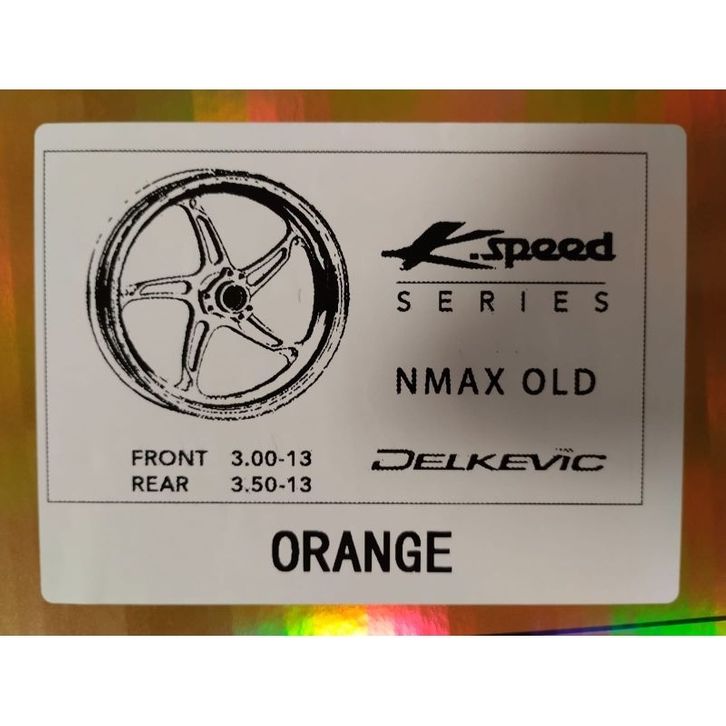 K.speed
SERIES
NMAX OLD
FRONT 3.00-13
REAR 3.50-13
DELKEVIC
ORANGE